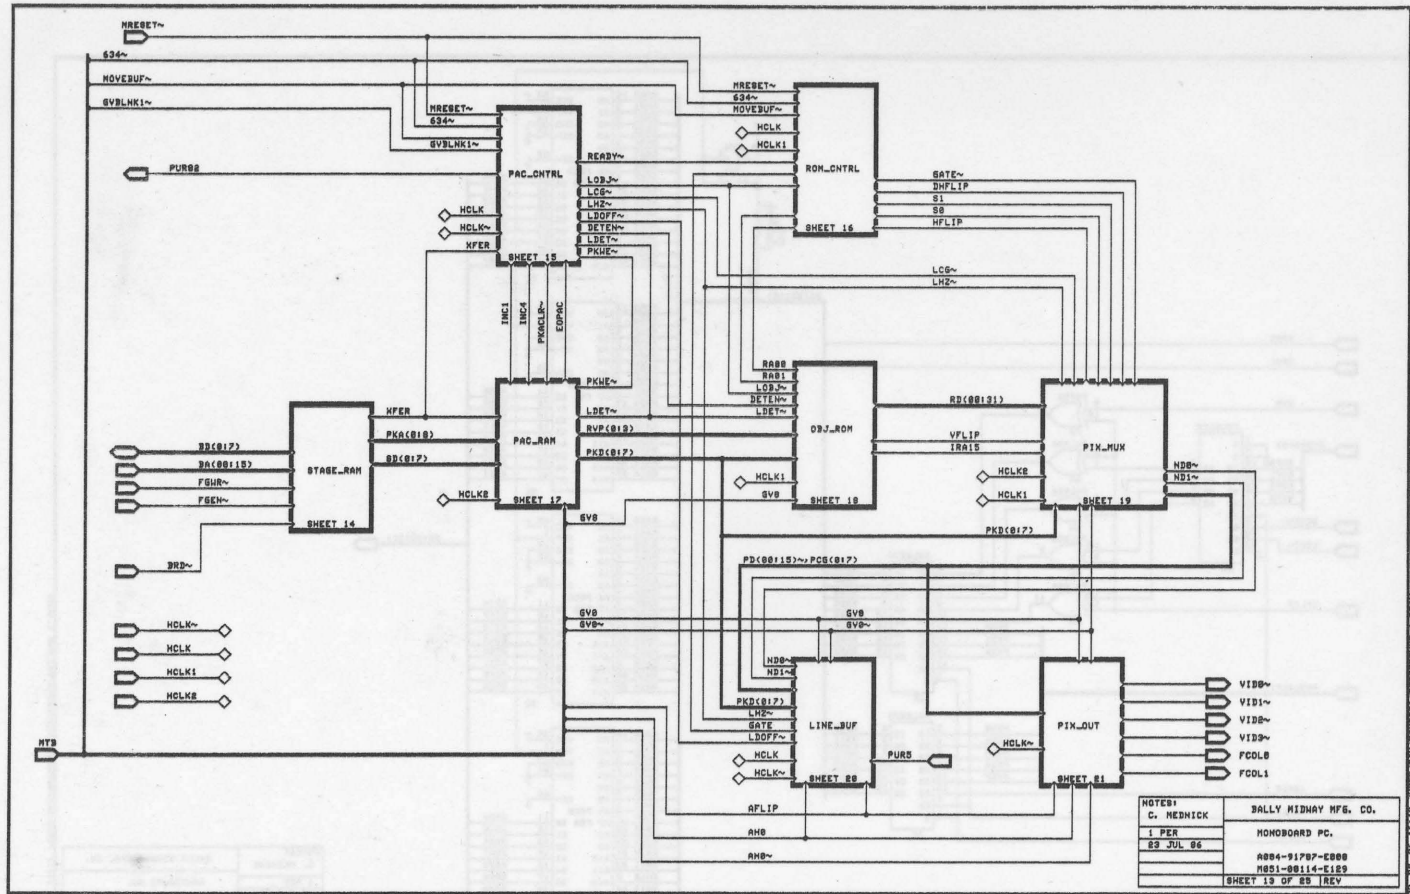 MRESET~
634~
MOVEBUF~
GVBLNK1~
MRESET~
634~
GVBLNK1~
PUR82
READY~
LOBJ~
LCG~
LHZ~
LDOFF~
DETEN~
LDET~
PKWE~
PAC_CNTRL
HCLK
HCLK~
XFER
SHEET 15
MRESET~
634~
MOVEBUF~
HCLK
HCLK1
ROM_CNTRL
SHEET 16
GATE~
DHFLIP
S1
S0
HFLIP
LCG~
LHZ~
INC1
INC4
PKACLR~
EOPAC
XFER
PKA(0:8)
SD(0:7)
BD(0:7)
BA(00:15)
FGWR~
FGEN~
BRD~
STAGE_RAM
SHEET 14
PKWE~
LDET~
RVP(0:3)
PKD(0:7)
PAC_RAM
HCLK2
SHEET 17
GV8
RA00
RA01
LOBJ~
DETEN~
LDET~
OBJ_ROM
HCLK1
GV8
SHEET 18
RD(00:31)
VFLIP
IRA15
HCLK2
HCLK1
PIX_MUX
SHEET 19
ND0~
ND1~
PKD(0:7)
PD(00:15)~,PCG(0:7)
HCLK~
HCLK
HCLK1
HCLK2
MTB
GV8
GV8~
GV8
GV8~
ND0~
ND1~
PKD(0:7)
LHZ~
GATE
LDOFF~
HCLK
HCLK~
LINE_BUF
SHEET 20
PUR5
PIX_OUT
HCLK~
SHEET 21
VID0~
VID1~
VID2~
VID3~
FCOL0
FCOL1
AFLIP
AH0
AH0~
NOTES:
C. MEDNICK
1 PER
23 JUL 86
BALLY MIDWAY MFG. CO.
MONOBOARD PC.
A084-91787-E000
M051-00114-E129
SHEET 13 OF 25 REV